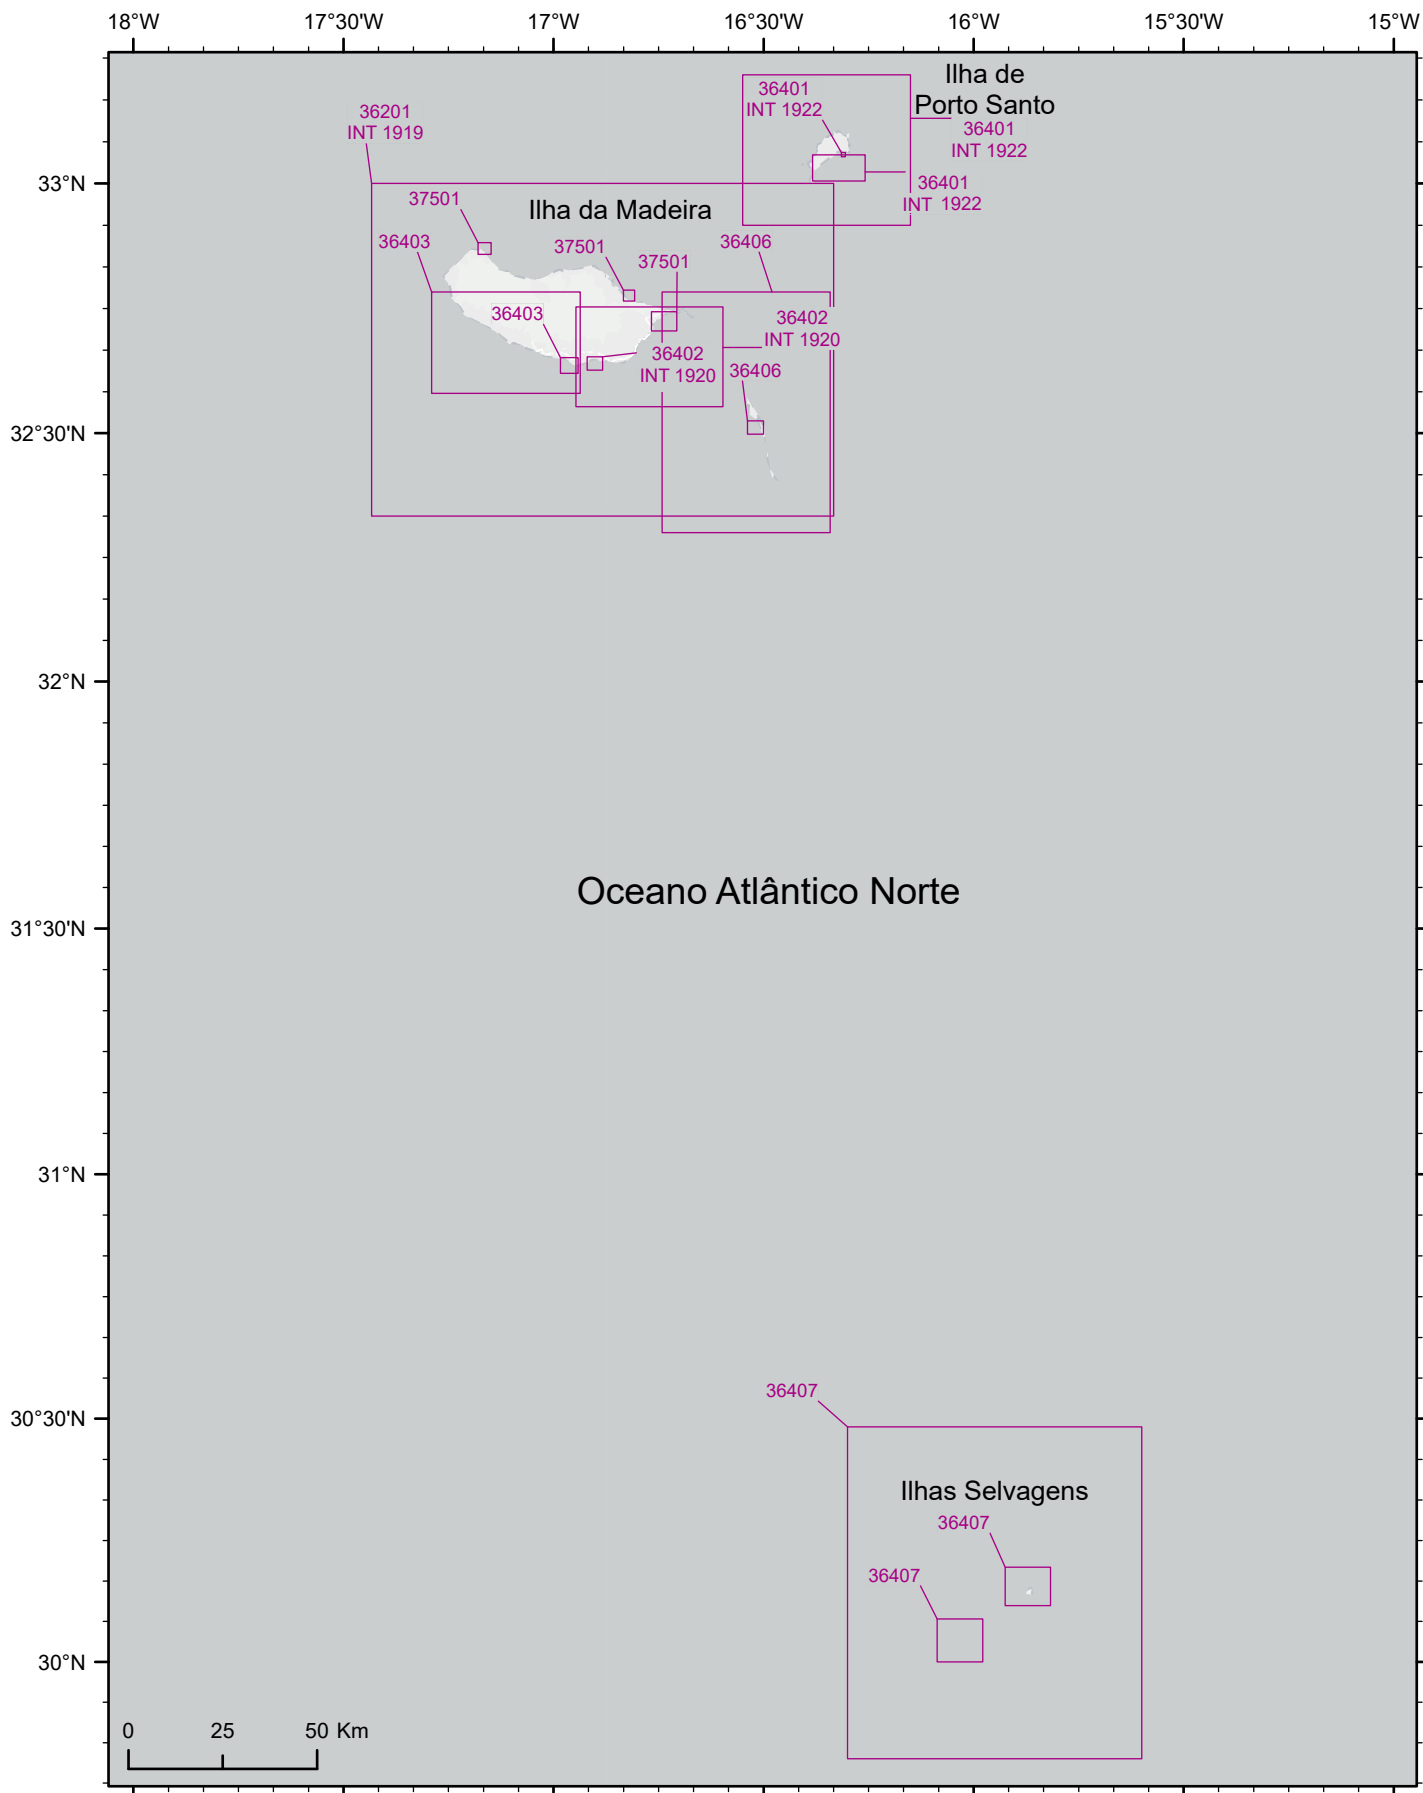 18°W 17°30'W 17°W 16°30'W 16°W 15°30'W 15°W
Ilha de
Porto Santo
36401
INT 1922
36201
INT 1919
36401
INT 1922
33°N
36401
INT 1922
37501
Ilha da Madeira
36403
37501
36406
37501
36403
36402
INT 1920
36402
INT 1920
36406
32°30'N
32°N
Oceano Atlântico Norte
31°30'N
31°N
36407
30°30'N
Ilhas Selvagens
36407
36407
30°N
0 25 50 Km